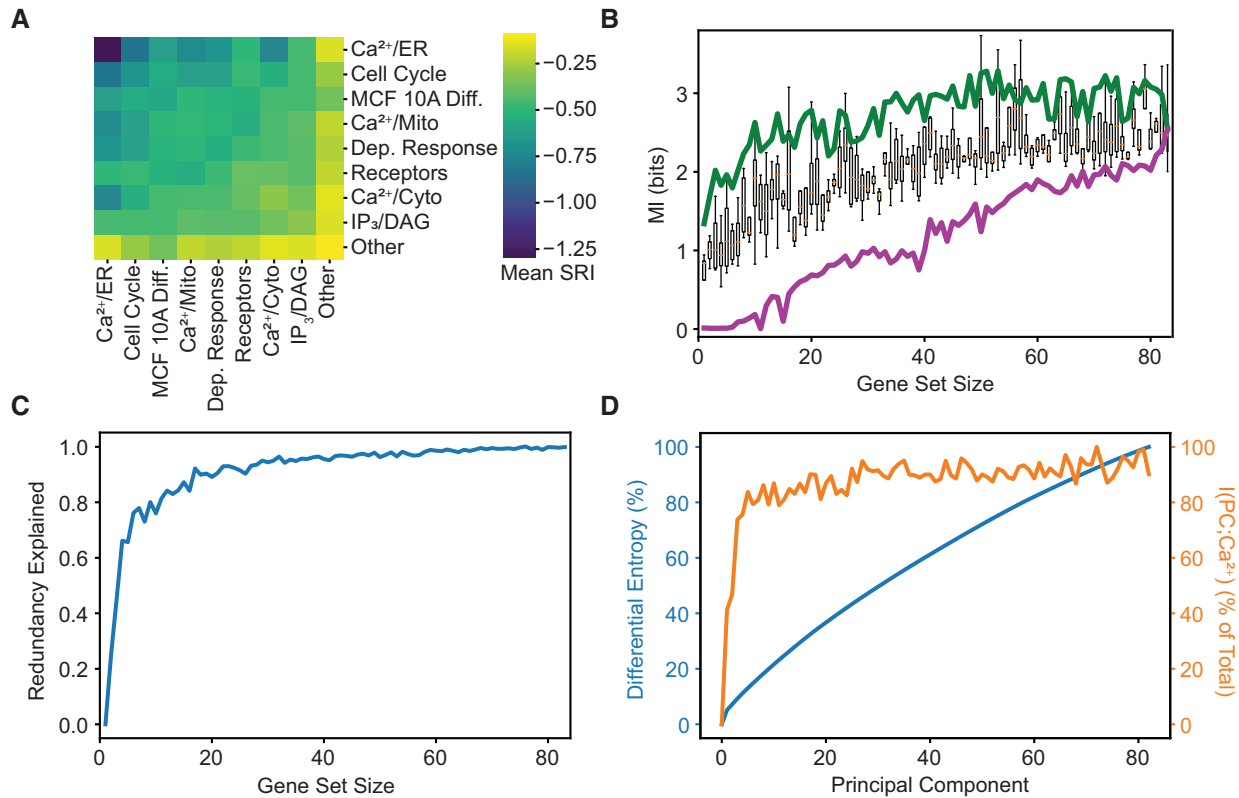 A
Ca²⁺/ER
Cell Cycle
MCF 10A Diff.
Ca²⁺/Mito
Dep. Response
Receptors
Ca²⁺/Cyto
IP₃/DAG
Other
Ca²⁺/ER
Cell Cycle
MCF 10A Diff.
Ca²⁺/Mito
Dep. Response
Receptors
Ca²⁺/Cyto
IP₃/DAG
Other
−0.25
−0.50
−0.75
−1.00
−1.25
Mean SRI
B
MI (bits)
3
2
1
0
0 20 40 60 80
Gene Set Size
C
Redundancy Explained
1.0
0.8
0.6
0.4
0.2
0.0
0 20 40 60 80
Gene Set Size
D
Differential Entropy (%)
100
80
60
40
20
0
100
80
60
40
20
0
I(PC;Ca²⁺) (% of Total)
0 20 40 60 80
Principal Component